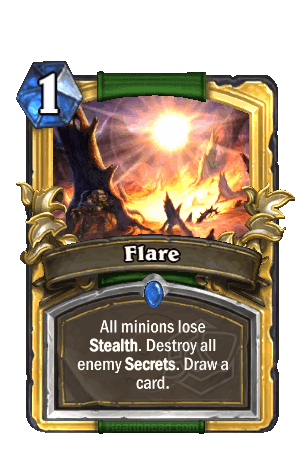 1
Flare
All minions lose
Stealth. Destroy all
enemy Secrets. Draw a
card.